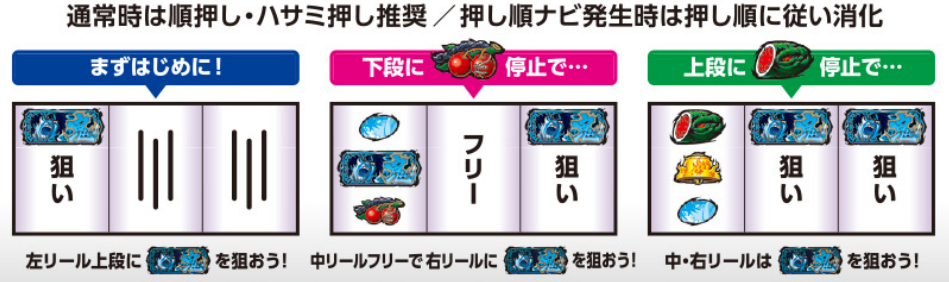 通常時は順押し・ハサミ押し推奨／押し順ナビ発生時は押し順に従い消化
まずはじめに！
狙い
左リール上段に を狙おう！
下段に 停止で…
フリー
狙い
中リールフリーで右リールに を狙おう！
上段に 停止で…
狙い
狙い
中・右リールは を狙おう！